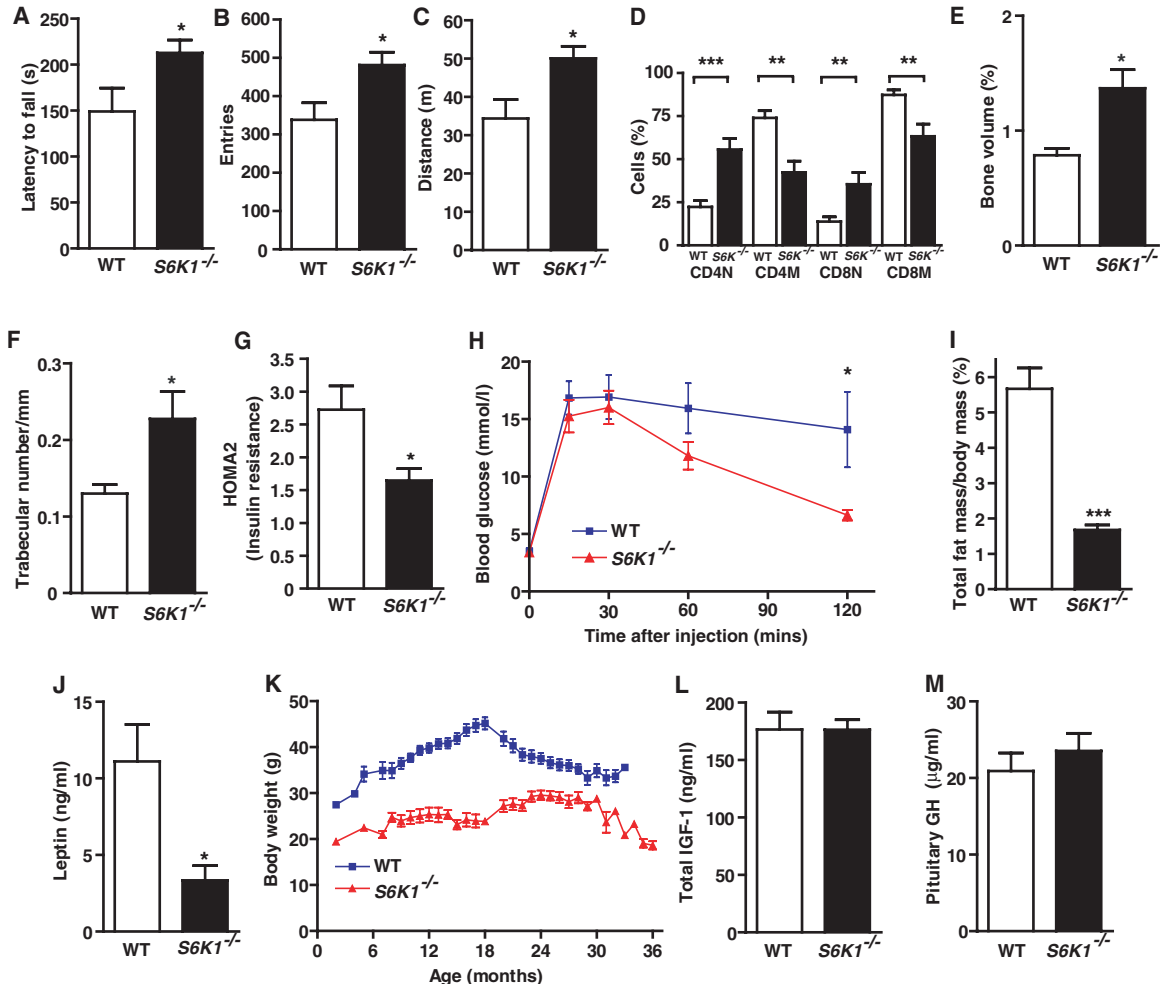 A
Latency to fall (s)
250
200
150
100
50
0
*
WT
S6K1-/-
B
Entries
600
500
400
300
200
100
0
*
WT
S6K1-/-
C
Distance (m)
60
50
40
30
20
10
0
*
WT
S6K1-/-
D
Cells (%)
100
75
50
25
0
*** ** ** **
WT S6K-/- WT S6K-/- WT S6K-/- WT S6K-/-
CD4N CD4M CD8N CD8M
E
Bone volume (%)
2
1
0
*
WT
S6K1-/-
F
Trabecular number/mm
0.3
0.2
0.1
0
*
WT
S6K1-/-
G
HOMA2
(Insulin resistance)
3.5
3.0
2.5
2.0
1.5
1.0
0.5
0.0
*
WT
S6K1-/-
H
Blood glucose (mmol/l)
20
15
10
5
0
*
WT
S6K1-/-
0 30 60 90 120
Time after injection (mins)
I
Total fat mass/body mass (%)
6
5
4
3
2
1
0
***
WT
S6K1-/-
J
Leptin (ng/ml)
15
10
5
0
*
WT
S6K1-/-
K
Body weight (g)
50
40
30
20
10
0
WT
S6K1-/-
0 6 12 18 24 30 36
Age (months)
L
Total IGF-1 (ng/ml)
200
150
100
50
0
WT
S6K1-/-
M
Pituitary GH (μg/ml)
30
20
10
0
WT
S6K1-/-